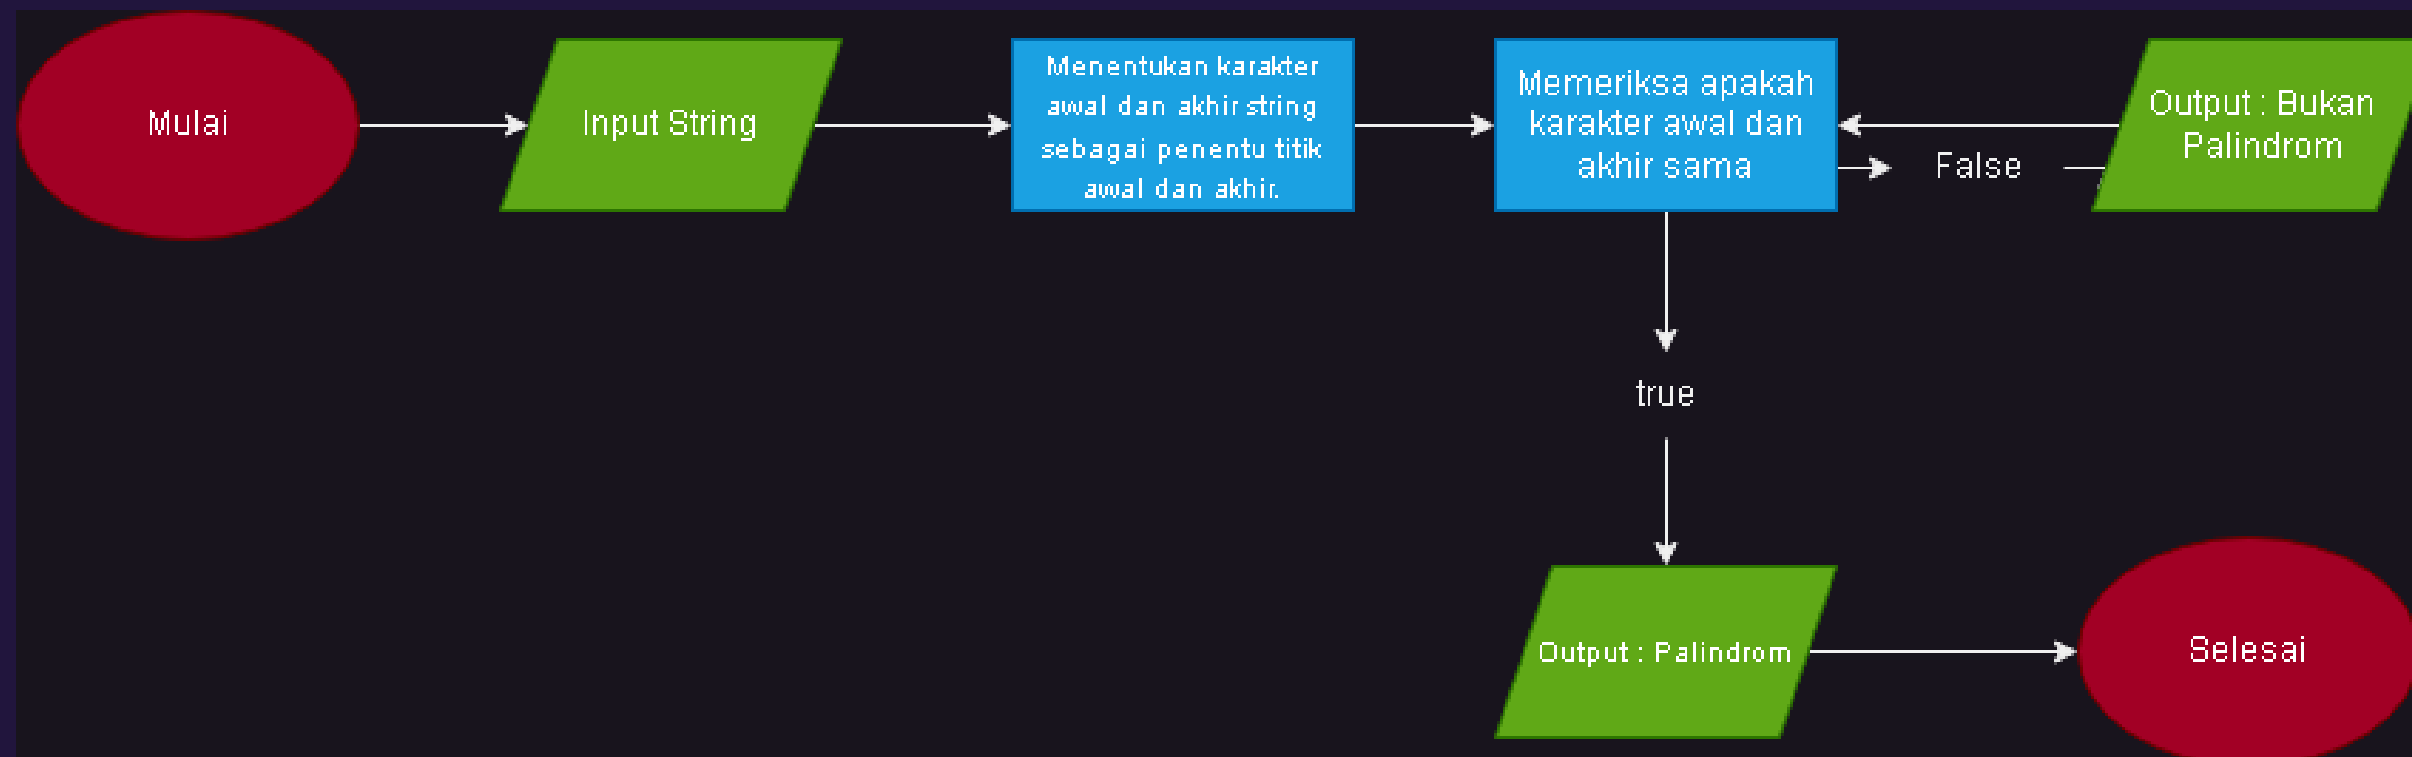 Mulai
Input String
Menentukan karakter
awal dan akhir string
sebagai penentu titik
awal dan akhir.
Memeriksa apakah
karakter awal dan
akhir sama
False
Output : Bukan
Palindrom
true
Output : Palindrom
Selesai